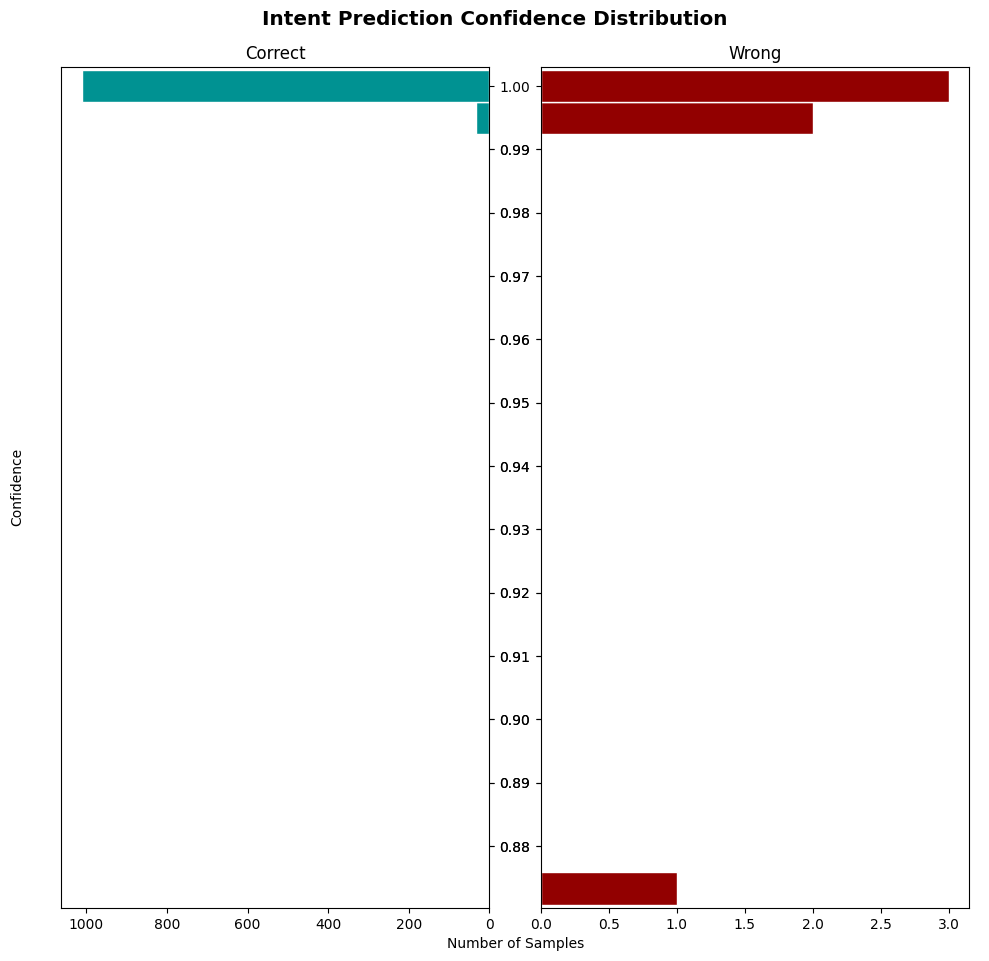 Intent Prediction Confidence Distribution
Correct
Wrong
1.00
0.99
0.98
0.97
0.96
0.95
0.94
0.93
0.92
0.91
0.90
0.89
0.88
Confidence
1000 800 600 400 200 0
0.0 0.5 1.0 1.5 2.0 2.5 3.0
Number of Samples